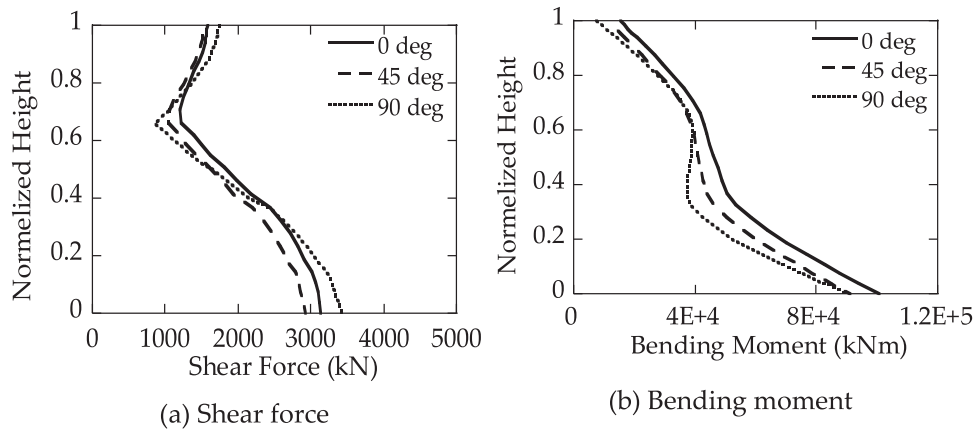 Normelized Height
1
0.8
0.6
0.4
0.2
0
0 deg
45 deg
90 deg
0 1000 2000 3000 4000 5000
Shear Force (kN)
(a) Shear force
Normelized Height
1
0.8
0.6
0.4
0.2
0
0 deg
45 deg
90 deg
0 4E+4 8E+4 1.2E+5
Bending Moment (kNm)
(b) Bending moment